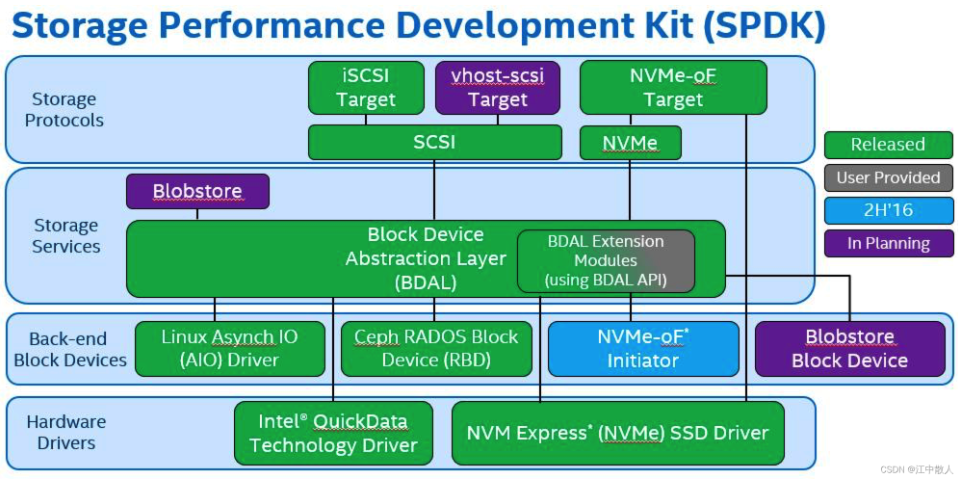 Storage Performance Development Kit (SPDK)
Storage
Protocols
iSCSI
Target
vhost-scsi
Target
NVMe-oF
Target
SCSI
NVMe
Released
User Provided
2H'16
In Planning
Storage
Services
Blobstore
Block Device
Abstraction Layer
(BDAL)
BDAL Extension
Modules
(using BDAL API)
Back-end
Block Devices
Linux Asynch IO
(AIO) Driver
Ceph RADOS Block
Device (RBD)
NVMe-oF*
Initiator
Blobstore
Block Device
Hardware
Drivers
Intel® QuickData
Technology Driver
NVM Express* (NVMe) SSD Driver
CSDN @江中散人